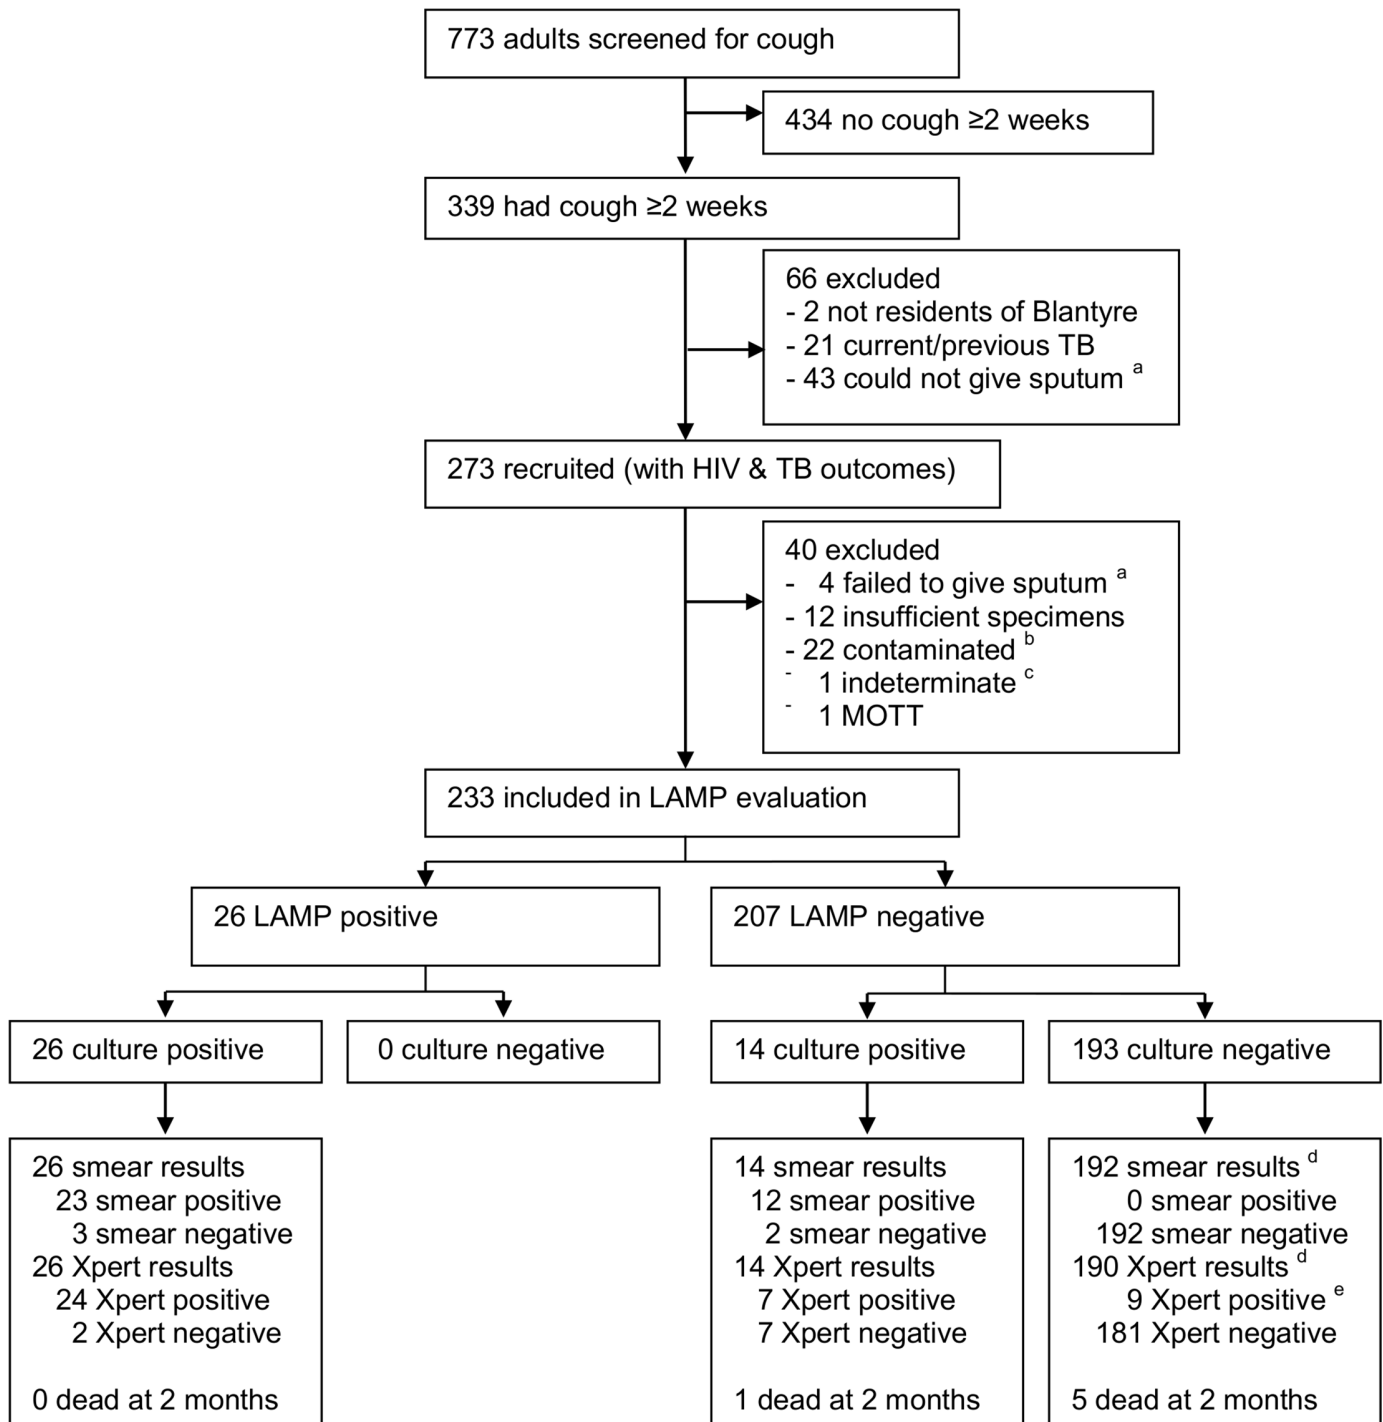 773 adults screened for cough
434 no cough ≥2 weeks
339 had cough ≥2 weeks
66 excluded
- 2 not residents of Blantyre
- 21 current/previous TB
- 43 could not give sputum a
273 recruited (with HIV & TB outcomes)
40 excluded
- 4 failed to give sputum a
- 12 insufficient specimens
- 22 contaminated b
- 1 indeterminate c
- 1 MOTT
233 included in LAMP evaluation
26 LAMP positive
207 LAMP negative
26 culture positive
0 culture negative
14 culture positive
193 culture negative
26 smear results
23 smear positive
3 smear negative
26 Xpert results
24 Xpert positive
2 Xpert negative
0 dead at 2 months
14 smear results
12 smear positive
2 smear negative
14 Xpert results
7 Xpert positive
7 Xpert negative
1 dead at 2 months
192 smear results d
0 smear positive
192 smear negative
190 Xpert results d
9 Xpert positive e
181 Xpert negative
5 dead at 2 months